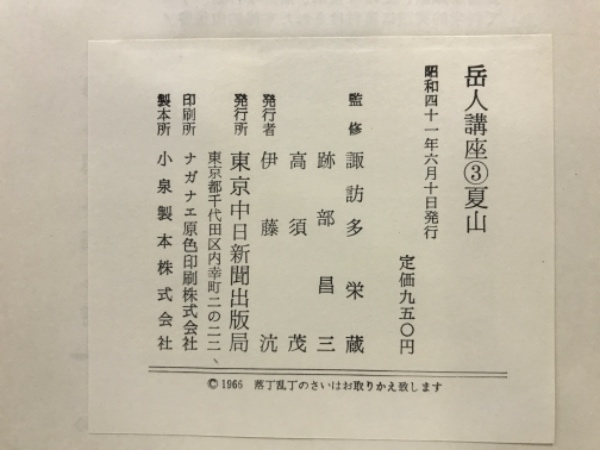 岳人講座③夏山
昭和四十一年六月十日発行
定価九五〇円
監修 諏訪多栄蔵
跡部昌三
高須茂
発行者 伊藤沆
発行所 東京中日新聞出版局
東京都千代田区内幸町二の二二
印刷所 ナガナエ原色印刷株式会社
製本所 小泉製本株式会社
© 1966 落丁乱丁のさいはお取りかえ致します